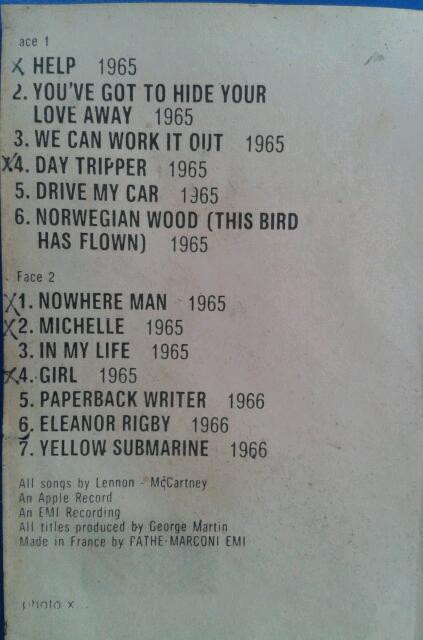 ace 1
X HELP 1965
2. YOU'VE GOT TO HIDE YOUR
LOVE AWAY 1965
3. WE CAN WORK IT OUT 1965
X4. DAY TRIPPER 1965
5. DRIVE MY CAR 1965
6. NORWEGIAN WOOD (THIS BIRD
HAS FLOWN) 1965
Face 2
X1. NOWHERE MAN 1965
X2. MICHELLE 1965
3. IN MY LIFE 1965
X4. GIRL 1965
5. PAPERBACK WRITER 1966
6. ELEANOR RIGBY 1966
7. YELLOW SUBMARINE 1966
All songs by Lennon - McCartney
An Apple Record
An EMI Recording
All titles produced by George Martin
Made in France by PATHE·MARCONI EMI
photo x